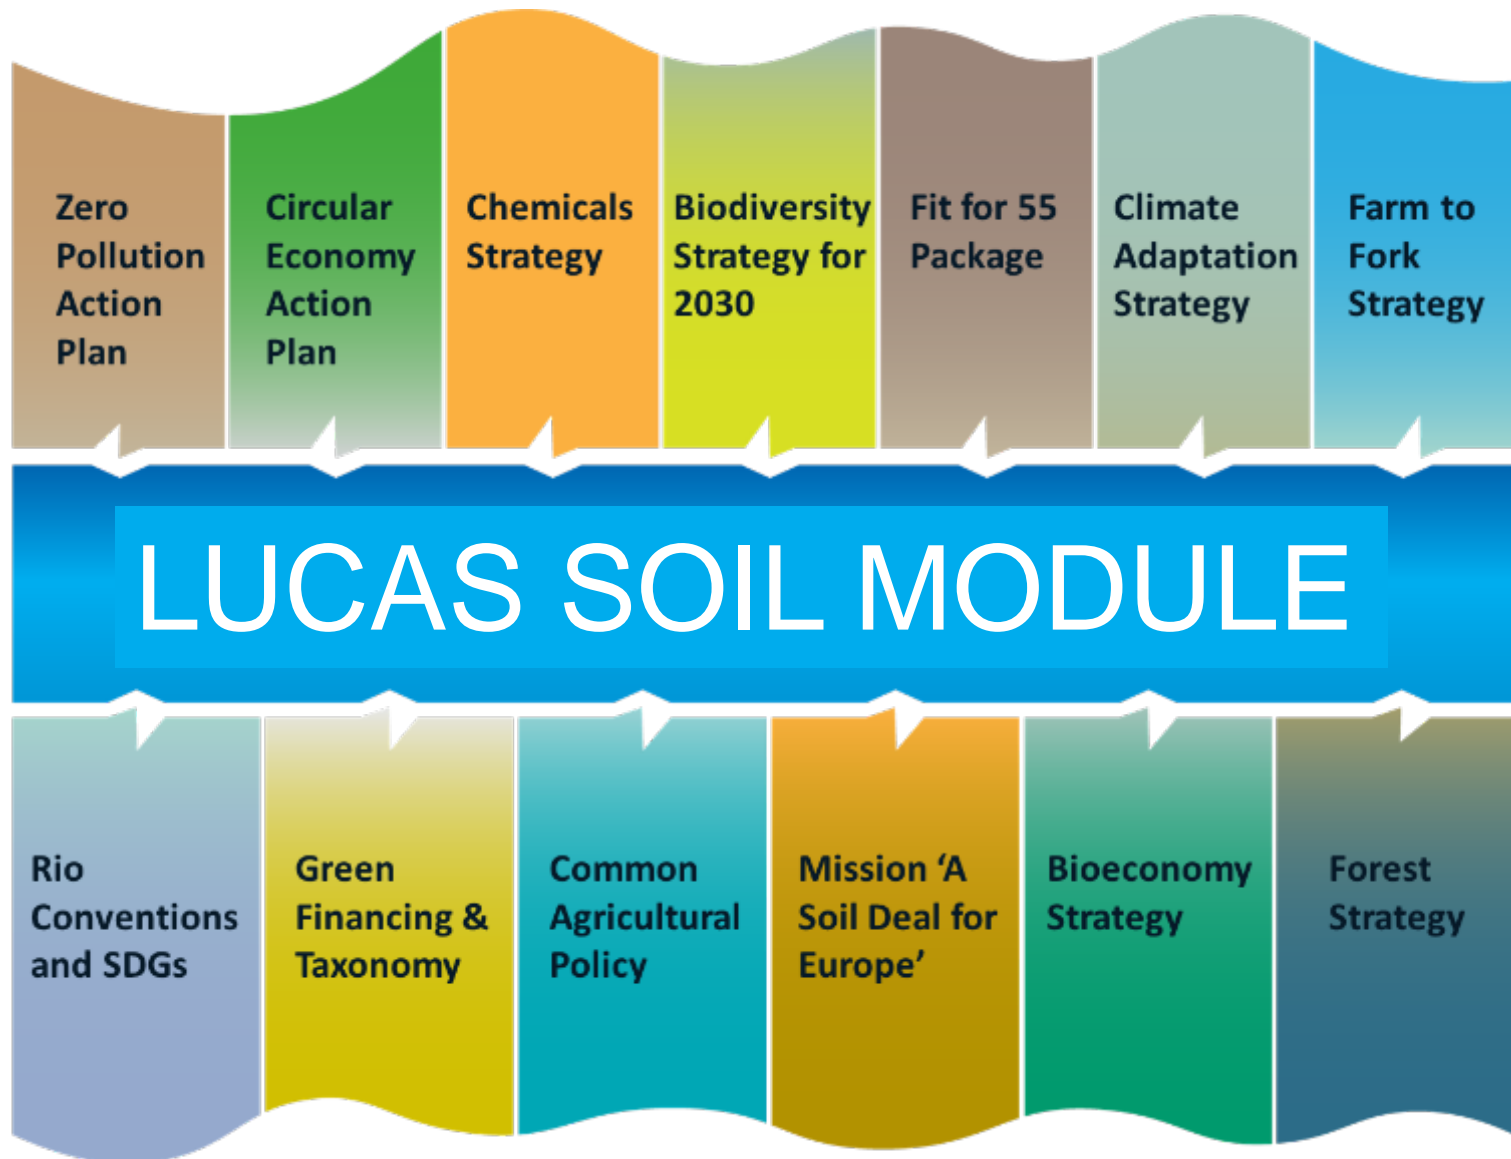 Zero
Pollution
Action
Plan
Circular
Economy
Action
Plan
Chemicals
Strategy
Biodiversity
Strategy for
2030
Fit for 55
Package
Climate
Adaptation
Strategy
Farm to
Fork
Strategy
LUCAS SOIL MODULE
Rio
Conventions
and SDGs
Green
Financing &
Taxonomy
Common
Agricultural
Policy
Mission ‘A
Soil Deal for
Europe’
Bioeconomy
Strategy
Forest
Strategy